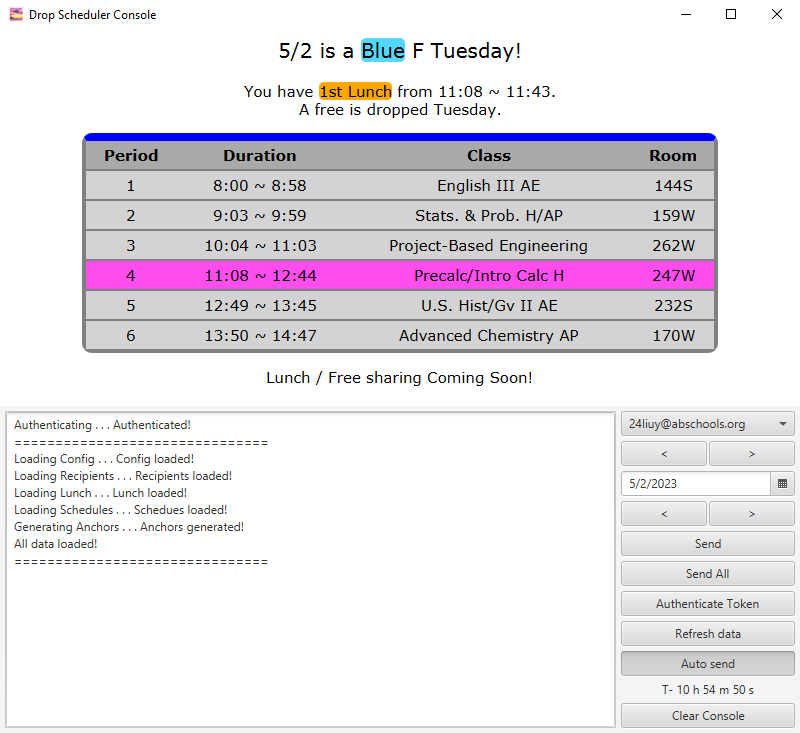 Drop Scheduler Console
5/2 is a Blue F Tuesday!
You have 1st Lunch from 11:08 ~ 11:43.
A free is dropped Tuesday.
Period Duration Class Room
1 8:00 ~ 8:58 English III AE 144S
2 9:03 ~ 9:59 Stats. & Prob. H/AP 159W
3 10:04 ~ 11:03 Project-Based Engineering 262W
4 11:08 ~ 12:44 Precalc/Intro Calc H 247W
5 12:49 ~ 13:45 U.S. Hist/Gv II AE 232S
6 13:50 ~ 14:47 Advanced Chemistry AP 170W
Lunch / Free sharing Coming Soon!
Authenticating . . . Authenticated!
===============================
Loading Config . . . Config loaded!
Loading Recipients . . . Recipients loaded!
Loading Lunch . . . Lunch loaded!
Loading Schedules . . . Schedues loaded!
Generating Anchors . . . Anchors generated!
All data loaded!
===============================
24liuy@abschools.org
< >
5/2/2023
< >
Send
Send All
Authenticate Token
Refresh data
Auto send
T- 10 h 54 m 50 s
Clear Console